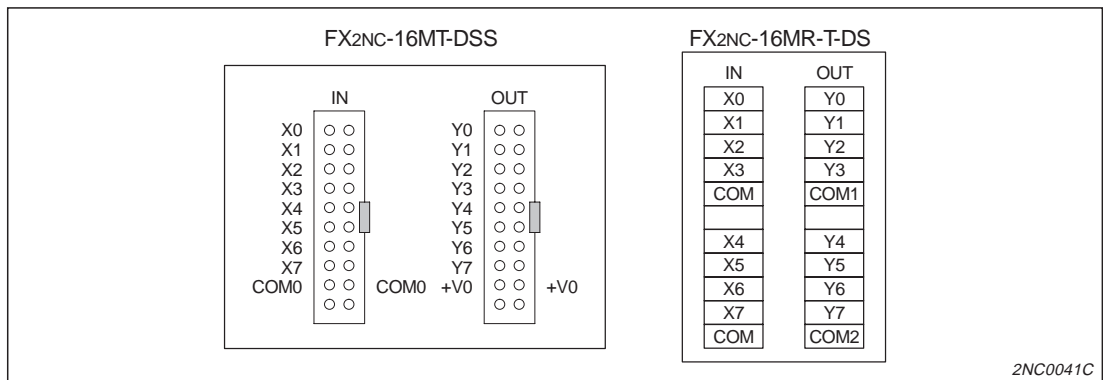 FX2NC-16MT-DSS
IN OUT
X0 Y0
X1 Y1
X2 Y2
X3 Y3
X4 Y4
X5 Y5
X6 Y6
X7 Y7
COM0 COM0 +V0 +V0
FX2NC-16MR-T-DS
IN OUT
X0 Y0
X1 Y1
X2 Y2
X3 Y3
COM COM1
X4 Y4
X5 Y5
X6 Y6
X7 Y7
COM COM2
2NC0041C